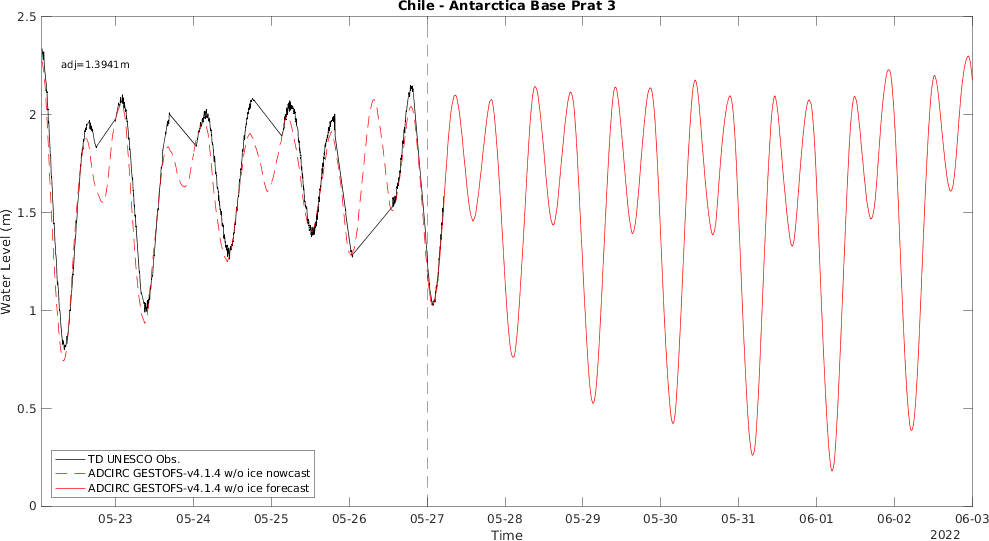 Chile - Antarctica Base Prat 3
adj=1.3941m
2.5
2
1.5
1
0.5
0
Water Level (m)
TD UNESCO Obs.
ADCIRC GESTOFS-v4.1.4 w/o ice nowcast
ADCIRC GESTOFS-v4.1.4 w/o ice forecast
05-23 05-24 05-25 05-26 05-27 05-28 05-29 05-30 05-31 06-01 06-02 06-03
Time
2022